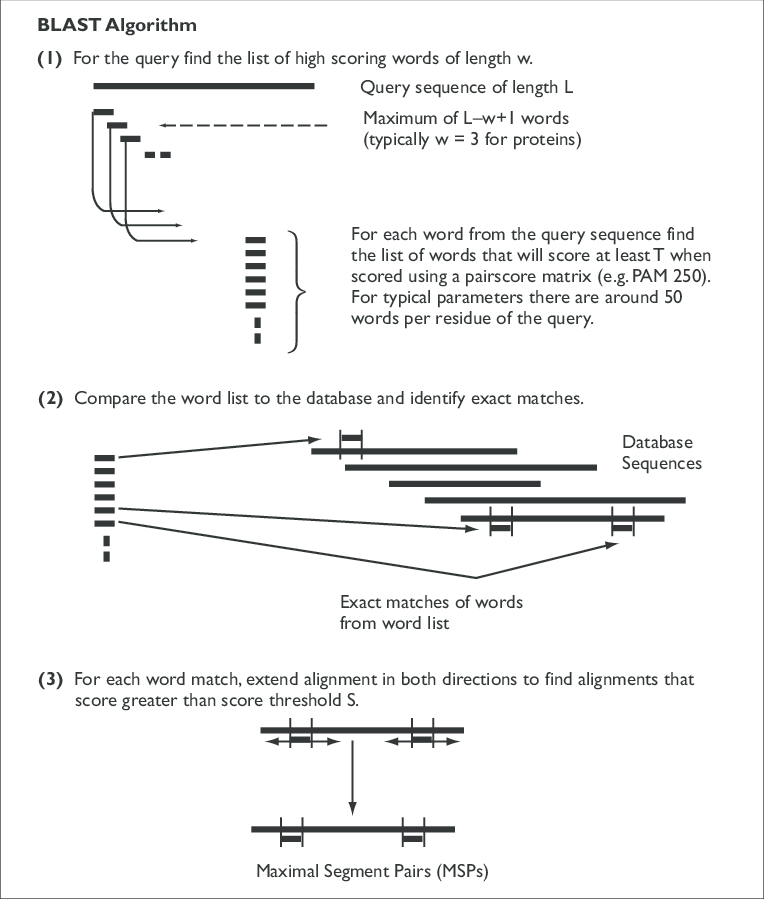 BLAST Algorithm
(1) For the query find the list of high scoring words of length w.
Query sequence of length L
Maximum of L–w+1 words
(typically w = 3 for proteins)
For each word from the query sequence find
the list of words that will score at least T when
scored using a pairscore matrix (e.g. PAM 250).
For typical parameters there are around 50
words per residue of the query.
(2) Compare the word list to the database and identify exact matches.
Database
Sequences
Exact matches of words
from word list
(3) For each word match, extend alignment in both directions to find alignments that
score greater than score threshold S.
Maximal Segment Pairs (MSPs)